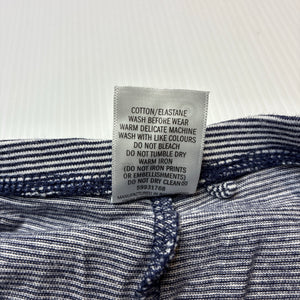 COTTON/ELASTANE
WASH BEFORE WEAR
WARM DELICATE MACHINE
WASH WITH LIKE COLOURS
DO NOT BLEACH
DO NOT TUMBLE DRY
WARM IRON
(DO NOT IRON PRINTS
OR EMBELLISHMENTS)
DO NOT DRY CLEAN
59931768